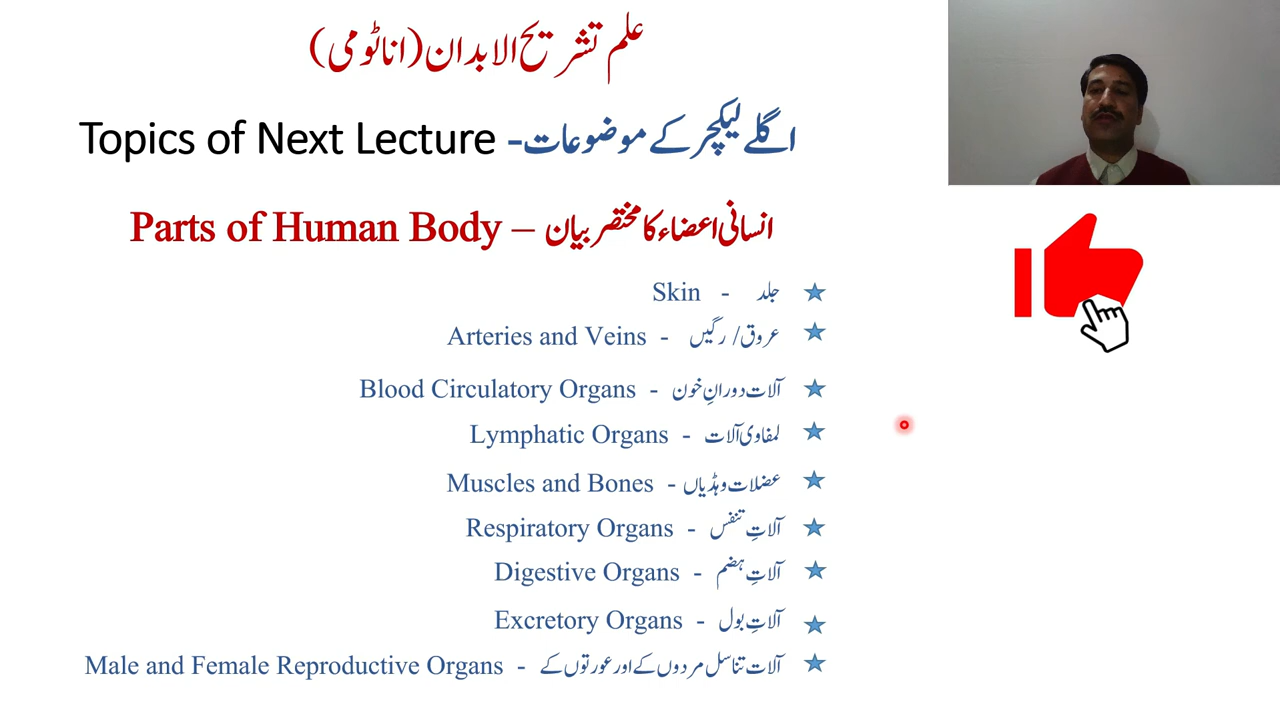 علم تشریح الابدان (اناٹومی)
اگلے لیکچر کے موضوعات - Topics of Next Lecture
انسانی اعضاء کا مختصر بیان – Parts of Human Body
جلد - Skin
عروق / رگیں - Arteries and Veins
آلات دورانِ خون - Blood Circulatory Organs
لمفاوی آلات - Lymphatic Organs
عضلات و ہڈیاں - Muscles and Bones
آلاتِ تنفس - Respiratory Organs
آلاتِ ہضم - Digestive Organs
آلاتِ بول - Excretory Organs
آلات تناسل مردوں کے اور عورتوں کے - Male and Female Reproductive Organs